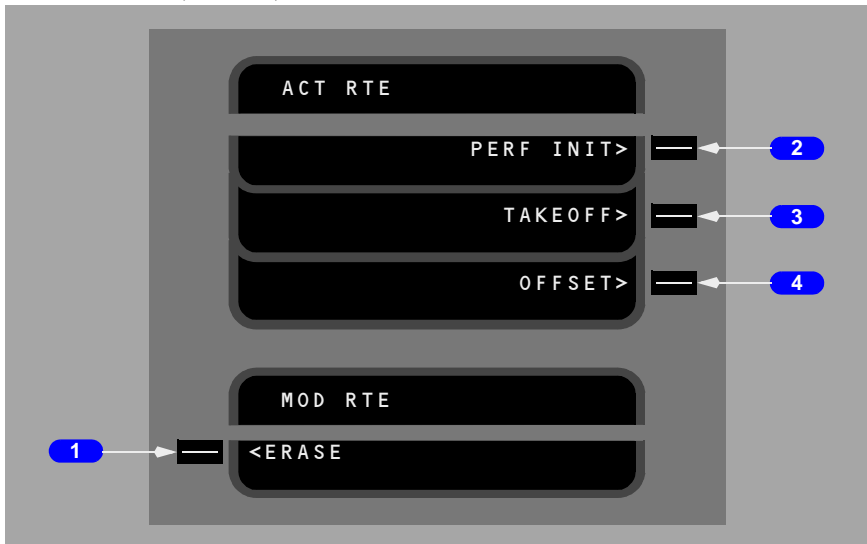 ACT RTE
PERF INIT>
2
TAKEOFF>
3
OFFSET>
4
MOD RTE
1
<ERASE